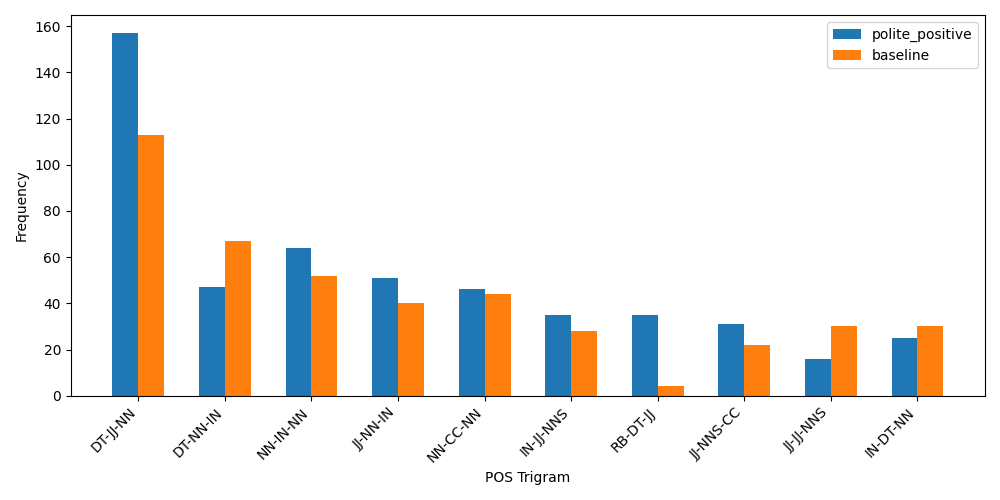 polite_positive
baseline
Frequency
160
140
120
100
80
60
40
20
0
DT-JJ-NN
DT-NN-IN
NN-IN-NN
JJ-NN-IN
NN-CC-NN
IN-JJ-NNS
RB-DT-JJ
JJ-NNS-CC
JJ-JJ-NNS
IN-DT-NN
POS Trigram